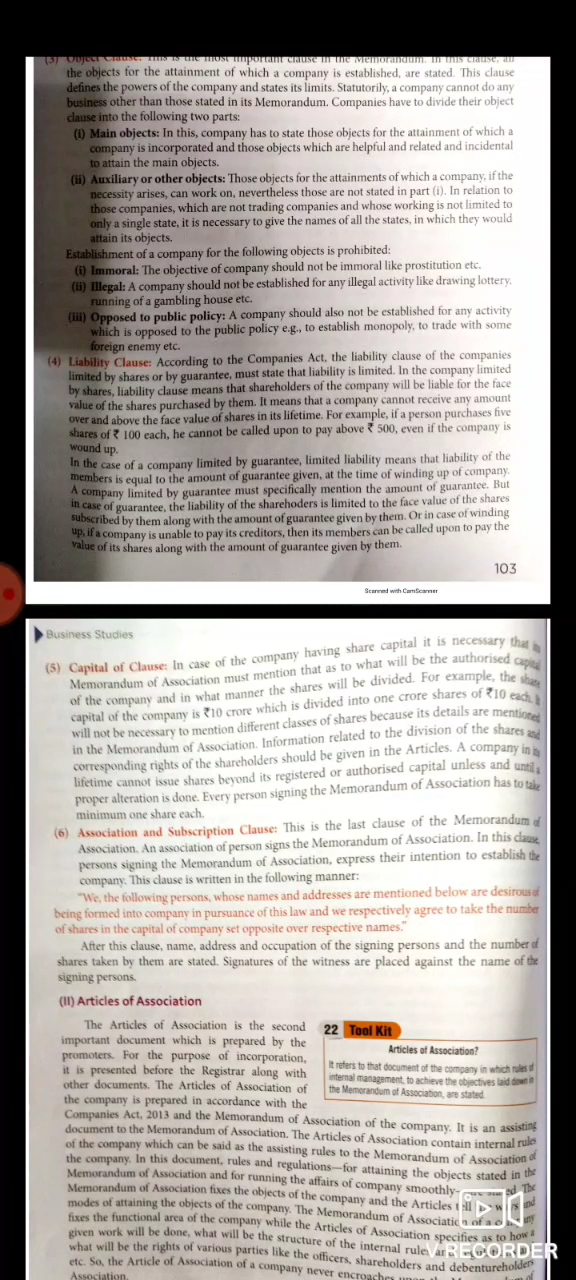 (3) Object Clause: This is the most important clause in the Memorandum. In this clause, all
the objects for the attainment of which a company is established, are stated. This clause
defines the powers of the company and states its limits. Statutorily, a company cannot do any
business other than those stated in its Memorandum. Companies have to divide their object
clause into the following two parts:
(i) Main objects: In this, company has to state those objects for the attainment of which a
company is incorporated and those objects which are helpful and related and incidental
to attain the main objects.
(ii) Auxiliary or other objects: Those objects for the attainments of which a company, if the
necessity arises, can work on, nevertheless those are not stated in part (i). In relation to
those companies, which are not trading companies and whose working is not limited to
only a single state, it is necessary to give the names of all the states, in which they would
attain its objects.
Establishment of a company for the following objects is prohibited:
(i) Immoral: The objective of company should not be immoral like prostitution etc.
(ii) Illegal: A company should not be established for any illegal activity like drawing lottery,
running of a gambling house etc.
(iii) Opposed to public policy: A company should also not be established for any activity
which is opposed to the public policy e.g., to establish monopoly, to trade with some
foreign enemy etc.
(4) Liability Clause: According to the Companies Act, the liability clause of the companies
limited by shares or by guarantee, must state that liability is limited. In the company limited
by shares, liability clause means that shareholders of the company will be liable for the face
value of the shares purchased by them. It means that a company cannot receive any amount
over and above the face value of shares in its lifetime. For example, if a person purchases five
shares of ₹ 100 each, he cannot be called upon to pay above ₹ 500, even if the company is
wound up.
In the case of a company limited by guarantee, limited liability means that liability of the
members is equal to the amount of guarantee given, at the time of winding up of company.
A company limited by guarantee must specifically mention the amount of guarantee. But
in case of guarantee, the liability of the sharehoders is limited to the face value of the shares
subscribed by them along with the amount of guarantee given by them. Or in case of winding
up, if a company is unable to pay its creditors, then its members can be called upon to pay the
value of its shares along with the amount of guarantee given by them.
103
Scanned with CamScanner
Business Studies
(5) Capital of Clause: In case of the company having share capital it is necessary that its
Memorandum of Association must mention that as to what will be the authorised capital
of the company and in what manner the shares will be divided. For example, the share
capital of the company is ₹10 crore which is divided into one crore shares of ₹10 each.
will not be necessary to mention different classes of shares because its details are mentioned
in the Memorandum of Association. Information related to the division of the shares and
corresponding rights of the shareholders should be given in the Articles. A company in its
lifetime cannot issue shares beyond its registered or authorised capital unless and until a
proper alteration is done. Every person signing the Memorandum of Association has to take
minimum one share each.
(6) Association and Subscription Clause: This is the last clause of the Memorandum of
Association. An association of person signs the Memorandum of Association. In this clause,
persons signing the Memorandum of Association, express their intention to establish the
company. This clause is written in the following manner:
"We, the following persons, whose names and addresses are mentioned below are desirous of
being formed into company in pursuance of this law and we respectively agree to take the number
of shares in the capital of company set opposite over respective names."
After this clause, name, address and occupation of the signing persons and the number of
shares taken by them are stated. Signatures of the witness are placed against the name of the
signing persons.
(II) Articles of Association
The Articles of Association is the second
important document which is prepared by the
promoters. For the purpose of incorporation,
it is presented before the Registrar along with
other documents. The Articles of Association of
the company is prepared in accordance with the
22 Tool Kit
Articles of Association?
It refers to that document of the company in which rules of
internal management, to achieve the objectives laid down in
the Memorandum of Association, are stated.
Companies Act, 2013 and the Memorandum of Association of the company. It is an assisting
document to the Memorandum of Association. The Articles of Association contain internal rules
of the company which can be said as the assisting rules to the Memorandum of Association of
the company. In this document, rules and regulations—for attaining the objects stated in the
Memorandum of Association and for running the affairs of company smoothly The
Memorandum of Association fixes the objects of the company and the Articles tell and
modes of attaining the objects of the company. The Memorandum of Association of a
fixes the functional area of the company while the Articles of Association specifies as to how a
given work will be done, what will be the structure of the internal rules
what will be the rights of various parties like the officers, shareholders and debentureholders
etc. So, the Article of Association of a company never encroaches
Association.
V RECORDER